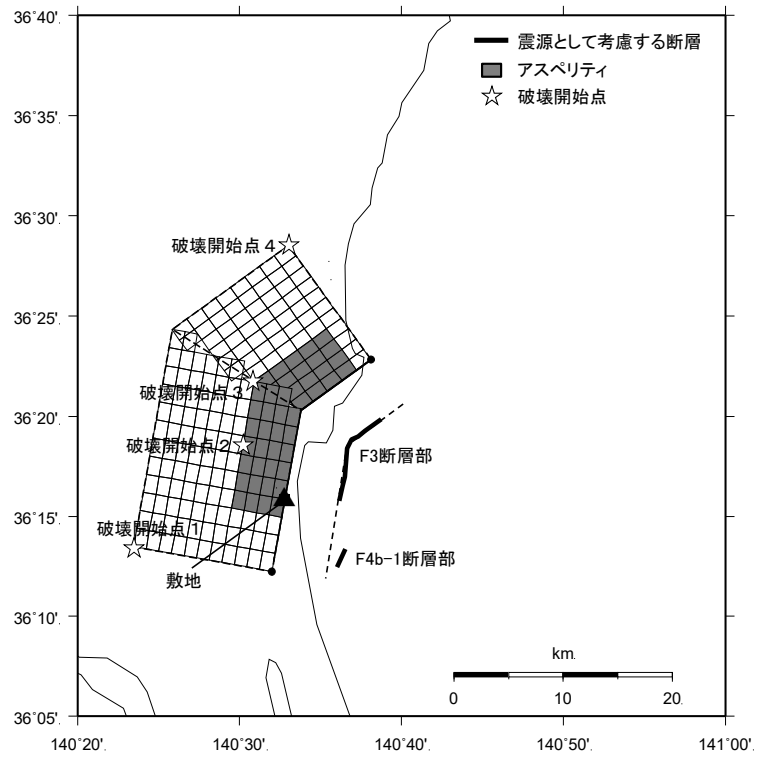 36°40'.
36°35'.
36°30'.
36°25'.
36°20'.
36°15'.
36°10'.
36°05'.
震源として考慮する断層
アスペリティ
破壊開始点
破壊開始点4
破壊開始点3
破壊開始点2
破壊開始点1
敷地
F3断層部
F4b-1断層部
km.
0 10 20.
140°20'. 140°30'. 140°40'. 140°50'. 141°00'.